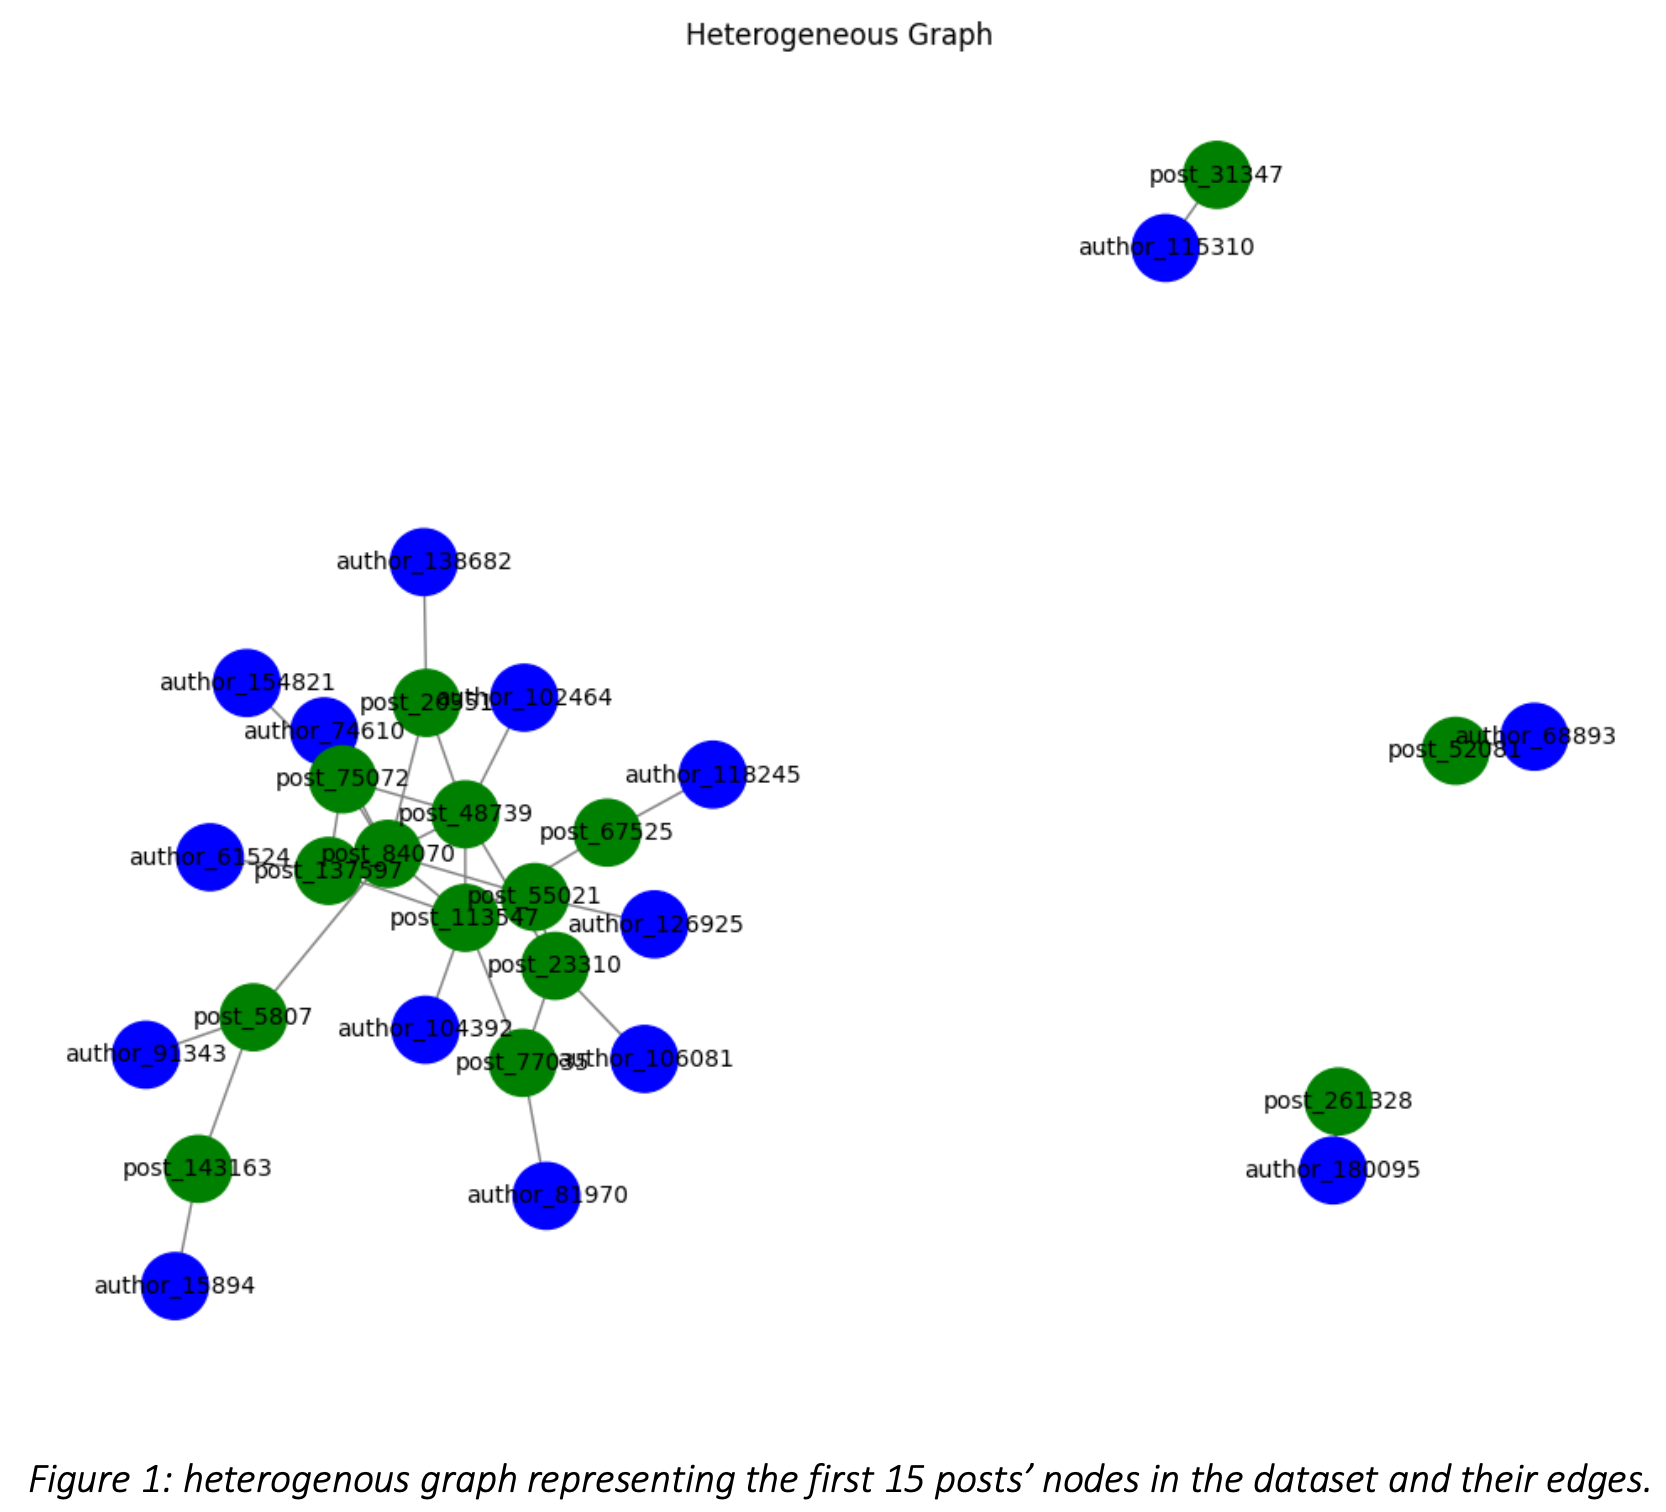 Heterogeneous Graph
post_31347
author_115310
author_138682
author_154821
author_102464
author_74610
author_68893
post_52081
post_75072
author_118245
post_48739
post_67525
post_84070
author_61524
post_137597
post_55021
post_113547
author_126925
post_23310
post_5807
author_104392
author_91343
author_106081
post_261328
post_143163
author_180095
author_81970
author_15894
Figure 1: heterogenous graph representing the first 15 posts’ nodes in the dataset and their edges.